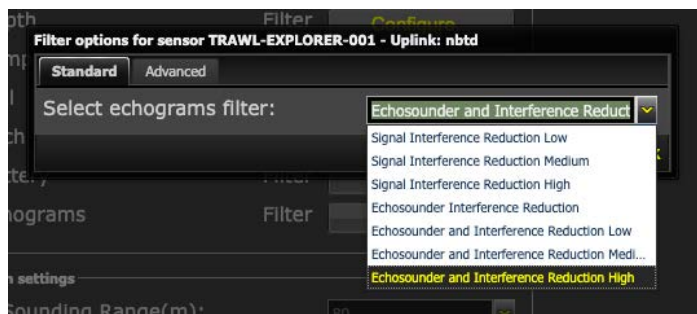 pth Filter Configure
Filter options for sensor TRAWL-EXPLORER-001 - Uplink: nbtd
Standard Advanced
Select echograms filter: Echosounder and Interference Reduct
Signal Interference Reduction Low
Signal Interference Reduction Medium
Signal Interference Reduction High
Echosounder Interference Reduction
Echosounder and Interference Reduction Low
Echosounder and Interference Reduction Medi...
Echosounder and Interference Reduction High
ograms Filter
n settings
Sounding Range(m): 80